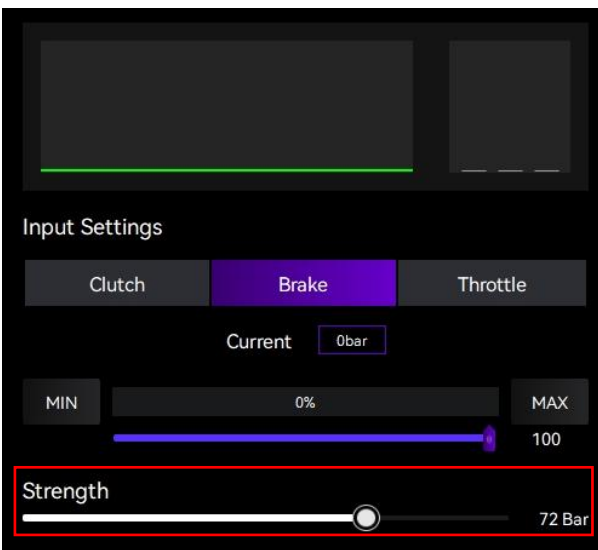 Input Settings
Clutch Brake Throttle
Current 0bar
MIN 0% MAX
100
Strength
72 Bar